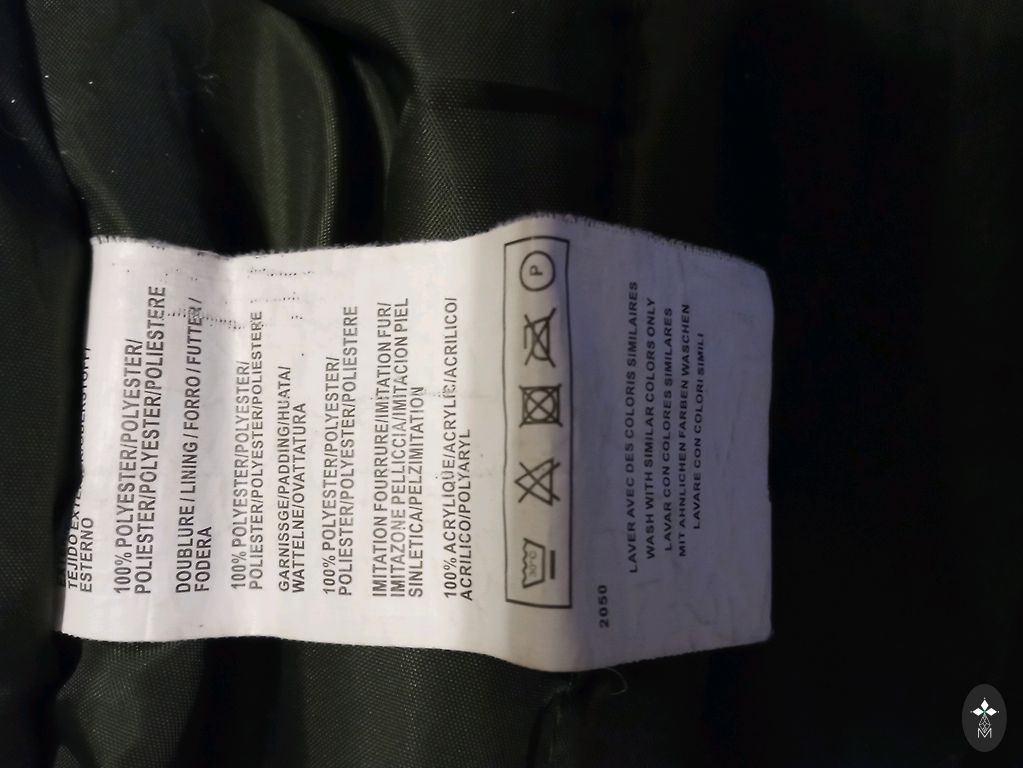 ESTERNO
100% POLYESTER/POLYESTER/
POLIESTER/POLYESTER/POLIESTERE
DOUBLURE / LINING / FORRO / FUTTER /
FODERA
100% POLYESTER/POLYESTER/
POLIESTER/POLYESTER/POLIESTERE
GARNISSGE/PADDING/HUATA/
WATTELNE/OVATTATURA
100% POLYESTER/POLYESTER/
POLIESTER/POLYESTER/POLIESTERE
IMITATION FOURRURE/IMITATION FUR/
IMITAZONE PELLICCIA/IMITACION PIEL
SINLETICA/PELZIMITATION
100% ACRYLIQUE/ACRYLIC/ACRILICO/
ACRILICO/POLYARYL
30°C
P
2050
LAVER AVEC DES COLORIS SIMILAIRES
WASH WITH SIMILAR COLORS ONLY
LAVAR CON COLORES SIMILARES
MIT AHNLICHEN FARBEN WASCHEN
LAVARE CON COLORI SIMILI
M